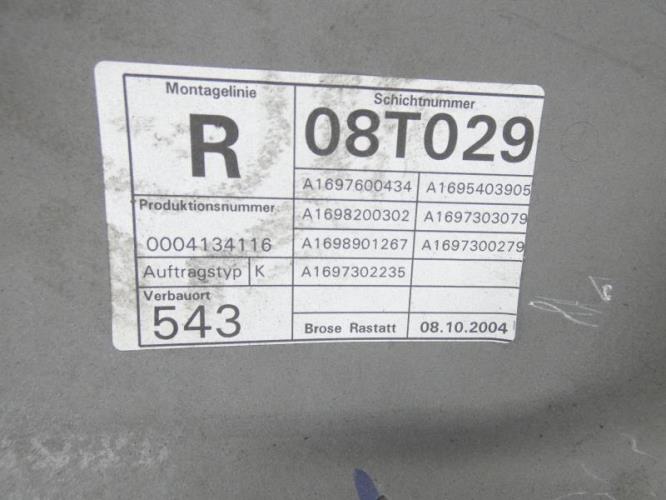 Montagelinie
R
Schichtnummer
08T029
A1697600434 A1695403905
Produktionsnummer
0004134116
A1698200302 A1697303079
A1698901267 A1697300279
Auftragstyp K
A1697302235
Verbauort
543
Brose Rastatt 08.10.2004